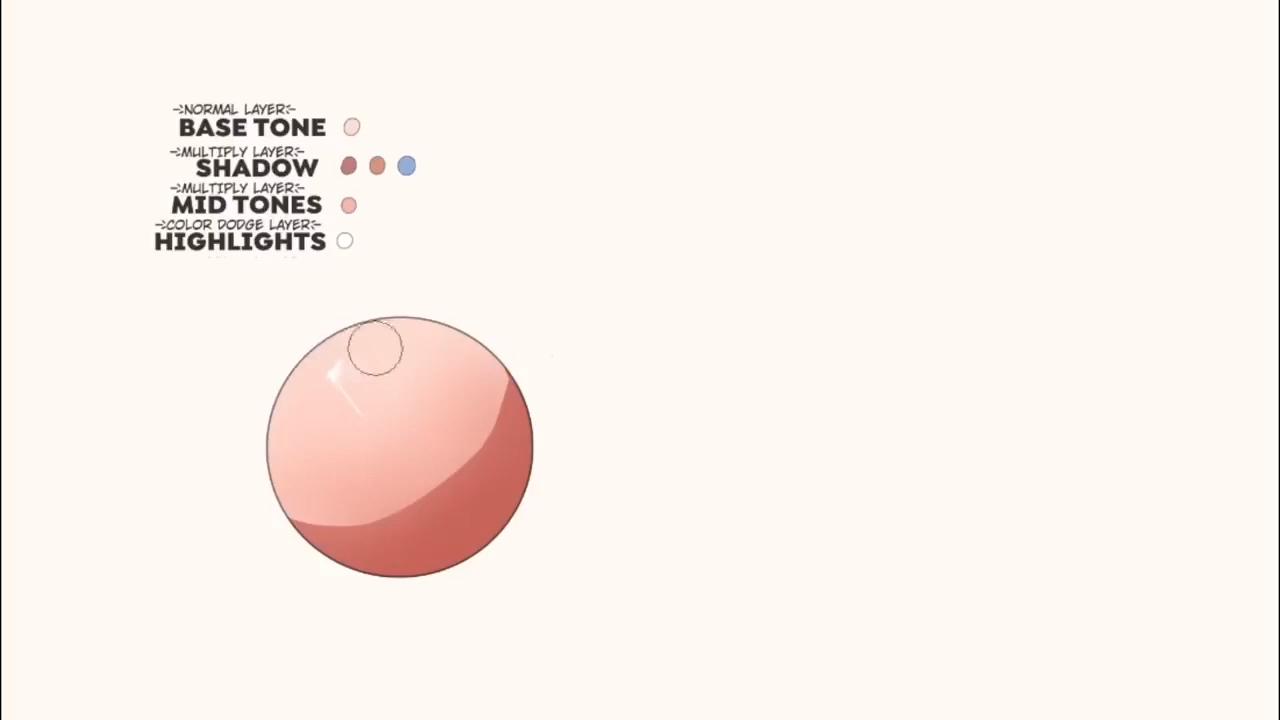 NORMAL LAYER
BASE TONE
MULTIPLY LAYER
SHADOW
MULTIPLY LAYER
MID TONES
COLOR DODGE LAYER
HIGHLIGHTS